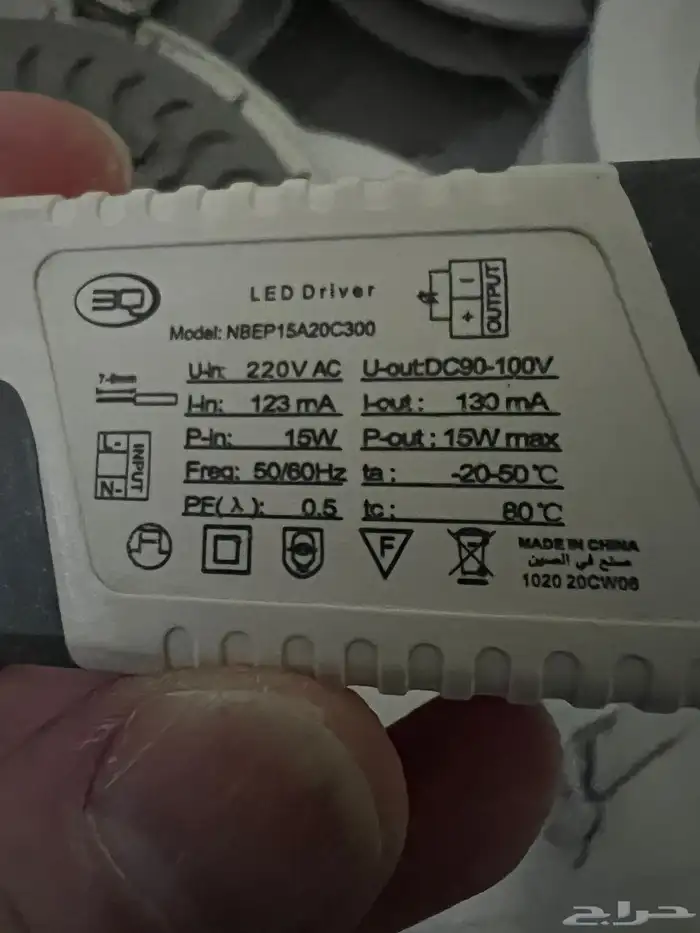 3Q
LED Driver
Model: NBEP15A20C300
OUTPUT
- +
U-In: 220V AC
I-In: 123 mA
P-In: 15W
Freq: 50/60Hz
PF(λ): 0.5
U-out:DC90-100V
I-out: 130 mA
P-out: 15W max
ta: -20-50℃
tc: 80℃
INPUT
L
N
F
MADE IN CHINA
صنع في الصين
1020 20CW06
حراج